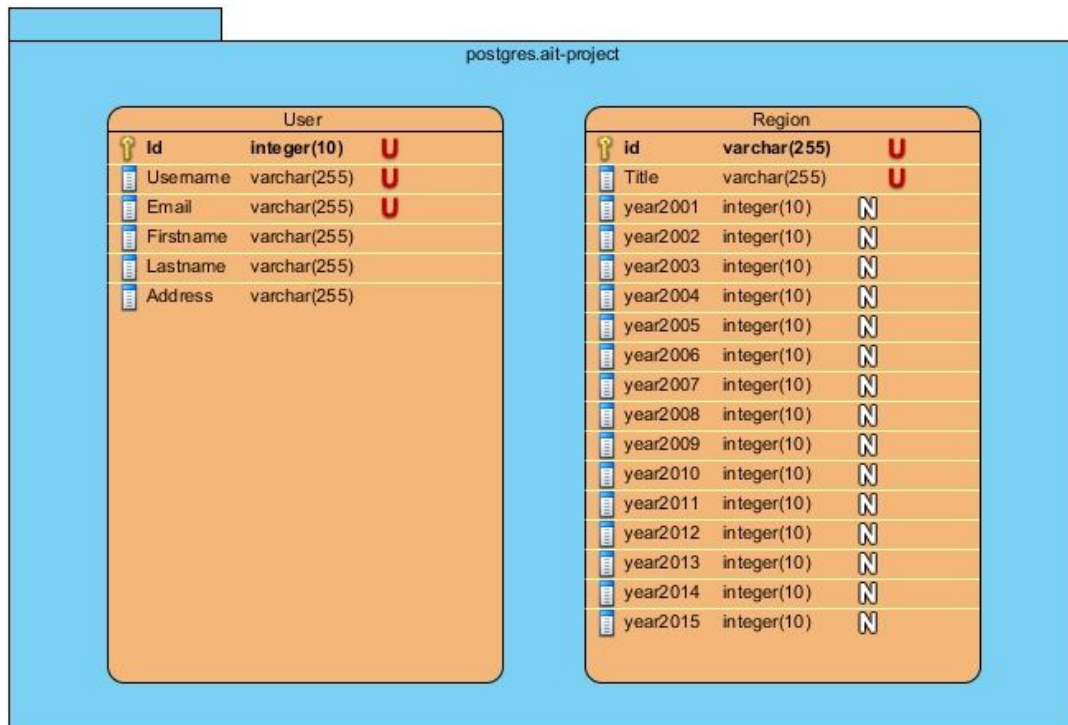 postgres.ait-project
User
Id integer(10) U
Username varchar(255) U
Email varchar(255) U
Firstname varchar(255)
Lastname varchar(255)
Address varchar(255)
Region
id varchar(255) U
Title varchar(255) U
year2001 integer(10) N
year2002 integer(10) N
year2003 integer(10) N
year2004 integer(10) N
year2005 integer(10) N
year2006 integer(10) N
year2007 integer(10) N
year2008 integer(10) N
year2009 integer(10) N
year2010 integer(10) N
year2011 integer(10) N
year2012 integer(10) N
year2013 integer(10) N
year2014 integer(10) N
year2015 integer(10) N